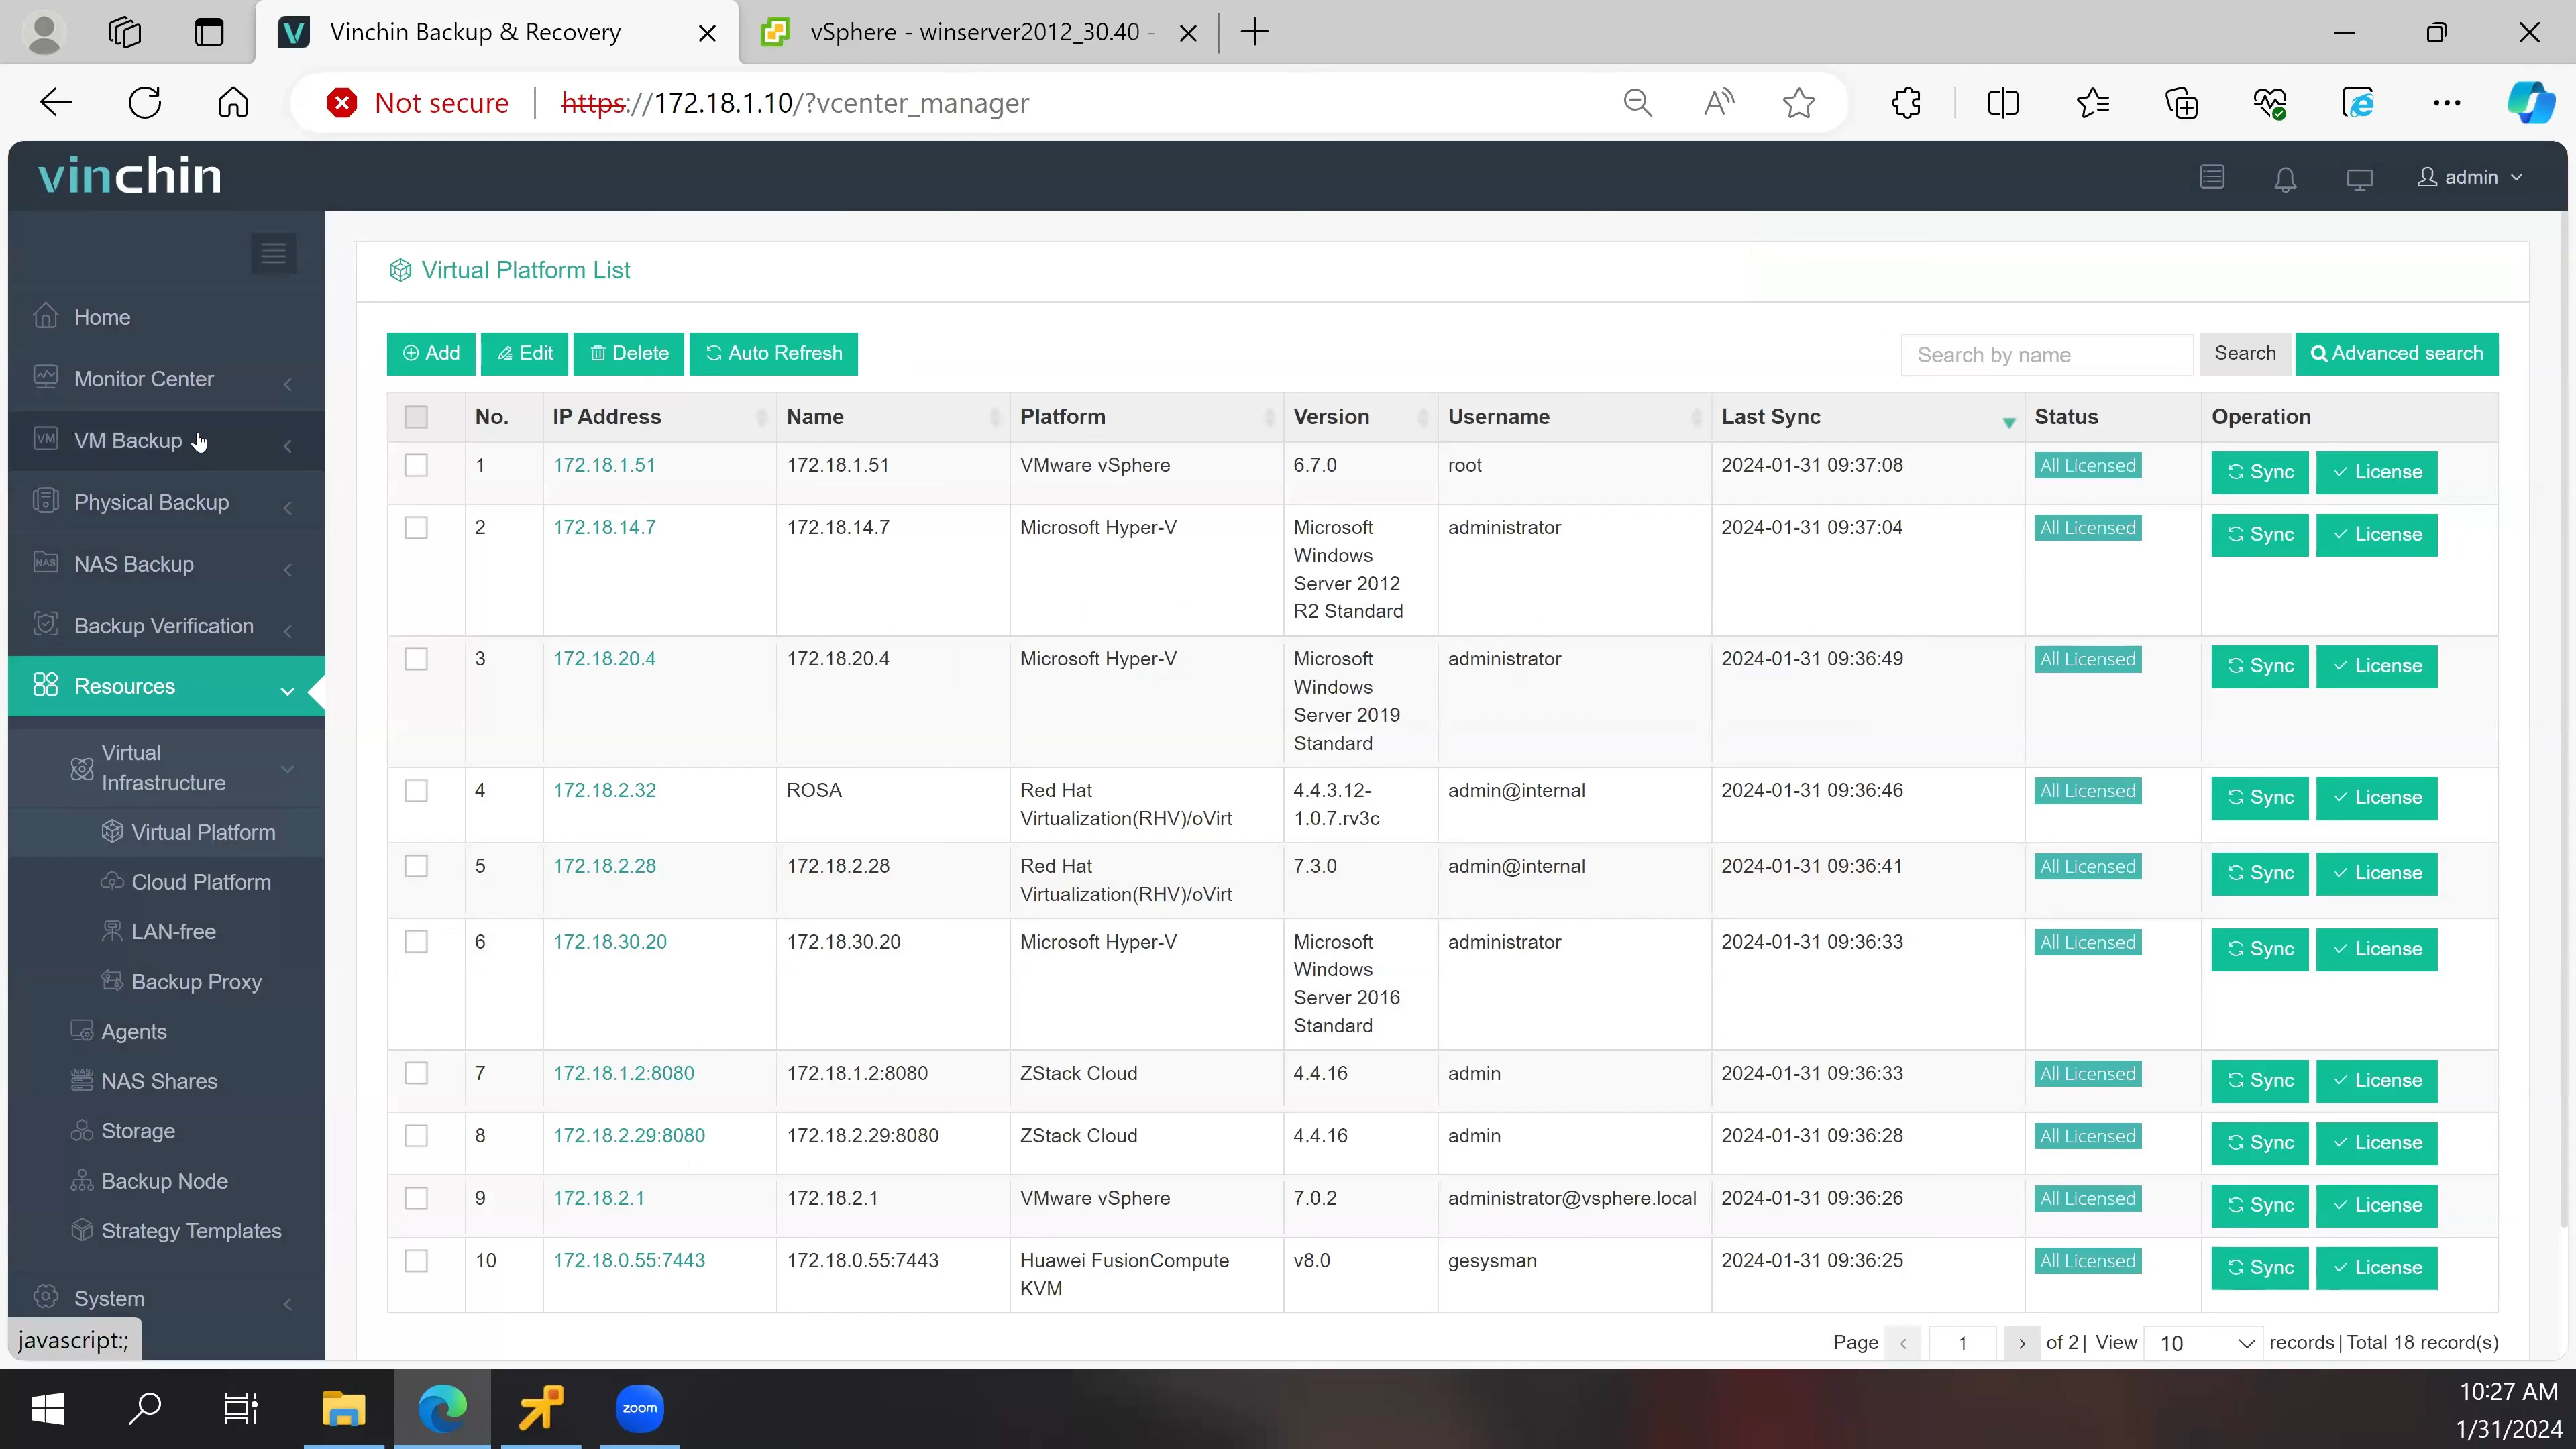 Vinchin Backup & Recovery
vSphere - winserver2012_30.40 -
Not secure
https://172.18.1.10/?vcenter_manager
vinchin
admin
Home
Monitor Center
VM Backup
Physical Backup
NAS Backup
Backup Verification
Resources
Virtual
Infrastructure
Virtual Platform
Cloud Platform
LAN-free
Backup Proxy
Agents
NAS Shares
Storage
Backup Node
Strategy Templates
System
javascript:;
Virtual Platform List
Add Edit Delete Auto Refresh
Search by name Search Advanced search
No. IP Address Name Platform Version Username Last Sync Status Operation
1 172.18.1.51 172.18.1.51 VMware vSphere 6.7.0 root 2024-01-31 09:37:08 All Licensed Sync License
2 172.18.14.7 172.18.14.7 Microsoft Hyper-V Microsoft administrator 2024-01-31 09:37:04 All Licensed Sync License
Windows
Server 2012
R2 Standard
3 172.18.20.4 172.18.20.4 Microsoft Hyper-V Microsoft administrator 2024-01-31 09:36:49 All Licensed Sync License
Windows
Server 2019
Standard
4 172.18.2.32 ROSA Red Hat 4.4.3.12- admin@internal 2024-01-31 09:36:46 All Licensed Sync License
Virtualization(RHV)/oVirt 1.0.7.rv3c
5 172.18.2.28 172.18.2.28 Red Hat 7.3.0 admin@internal 2024-01-31 09:36:41 All Licensed Sync License
Virtualization(RHV)/oVirt
6 172.18.30.20 172.18.30.20 Microsoft Hyper-V Microsoft administrator 2024-01-31 09:36:33 All Licensed Sync License
Windows
Server 2016
Standard
7 172.18.1.2:8080 172.18.1.2:8080 ZStack Cloud 4.4.16 admin 2024-01-31 09:36:33 All Licensed Sync License
8 172.18.2.29:8080 172.18.2.29:8080 ZStack Cloud 4.4.16 admin 2024-01-31 09:36:28 All Licensed Sync License
9 172.18.2.1 172.18.2.1 VMware vSphere 7.0.2 administrator@vsphere.local 2024-01-31 09:36:26 All Licensed Sync License
10 172.18.0.55:7443 172.18.0.55:7443 Huawei FusionCompute v8.0 gesysman 2024-01-31 09:36:25 All Licensed Sync License
KVM
Page < 1 > of 2 | View 10 records | Total 18 record(s)
zoom
10:27 AM
1/31/2024